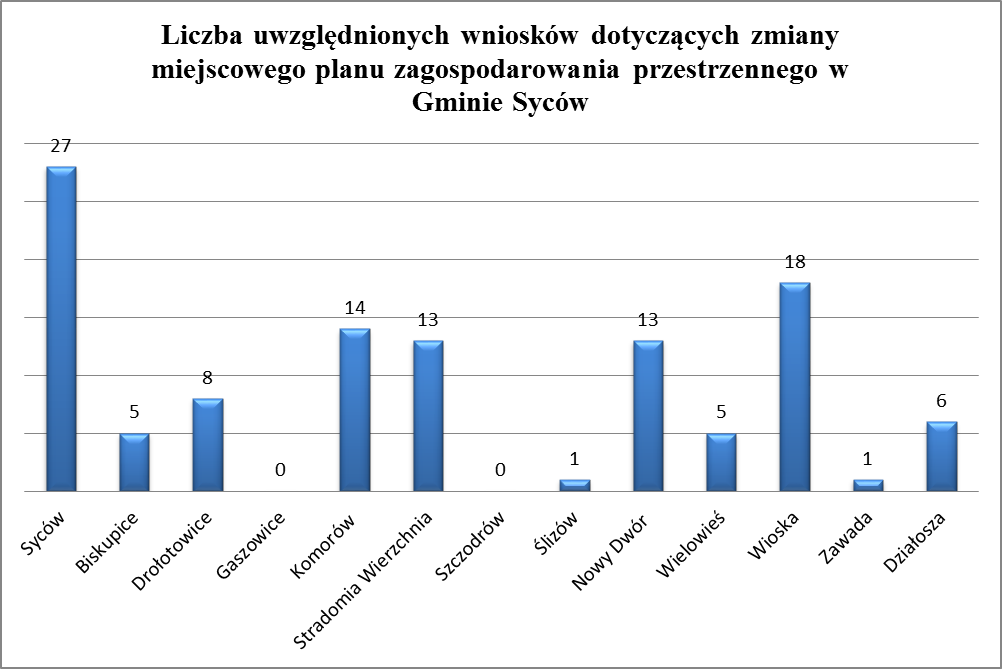 Liczba uwzględnionych wniosków dotyczących zmiany
miejscowego planu zagospodarowania przestrzennego w
Gminie Syców
27
5
8
0
14
13
0
1
13
5
18
1
6
Syców
Biskupice
Drołotowice
Gaszowice
Komorów
Stradomia Wierzchnia
Szczodrów
Ślizów
Nowy Dwór
Wielowieś
Wioska
Zawada
Działosza